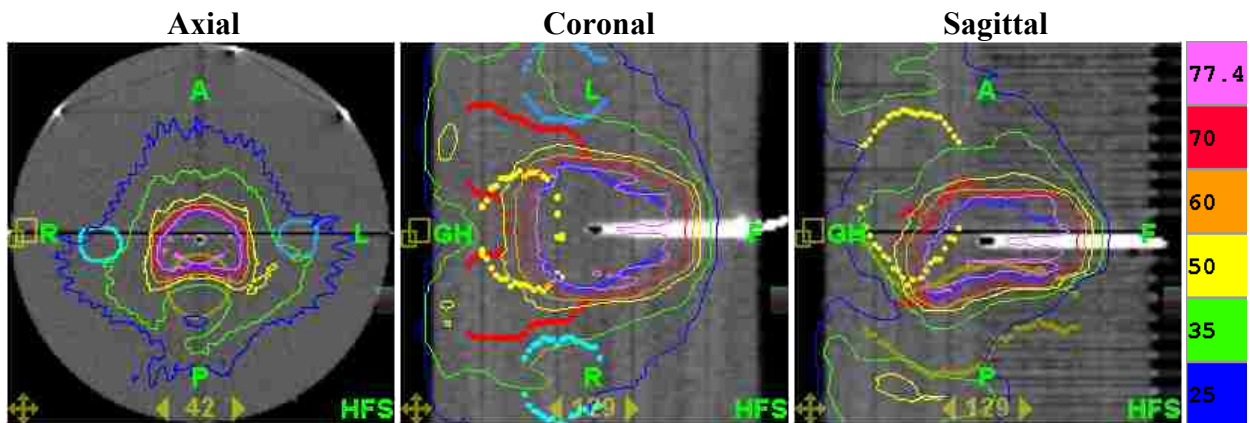 Axial
Coronal
Sagittal
A
R
L
P
42
HFS
L
GH
F
R
129
HFS
A
GH
F
P
129
HFS
77.4
70
60
50
35
25